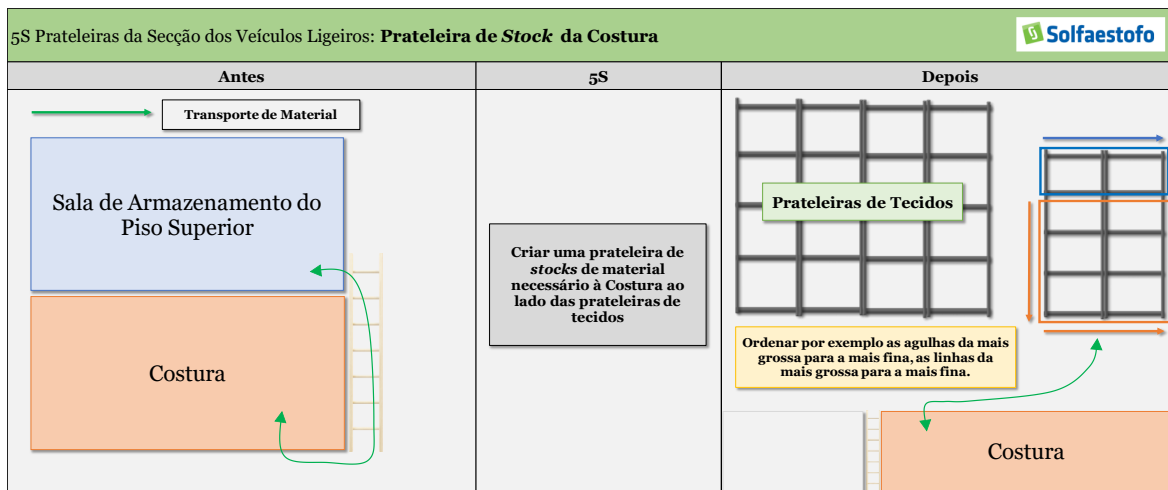 5S Prateleiras da Secção dos Veículos Ligeiros: Prateleira de Stock da Costura
Solfaestofo
Antes
5S
Depois
Transporte de Material
Sala de Armazenamento do
Piso Superior
Costura
Criar uma prateleira de
stocks de material
necessário à Costura ao
lado das prateleiras de
tecidos
Prateleiras de Tecidos
Ordenar por exemplo as agulhas da mais
grossa para a mais fina, as linhas da
mais grossa para a mais fina.
Costura